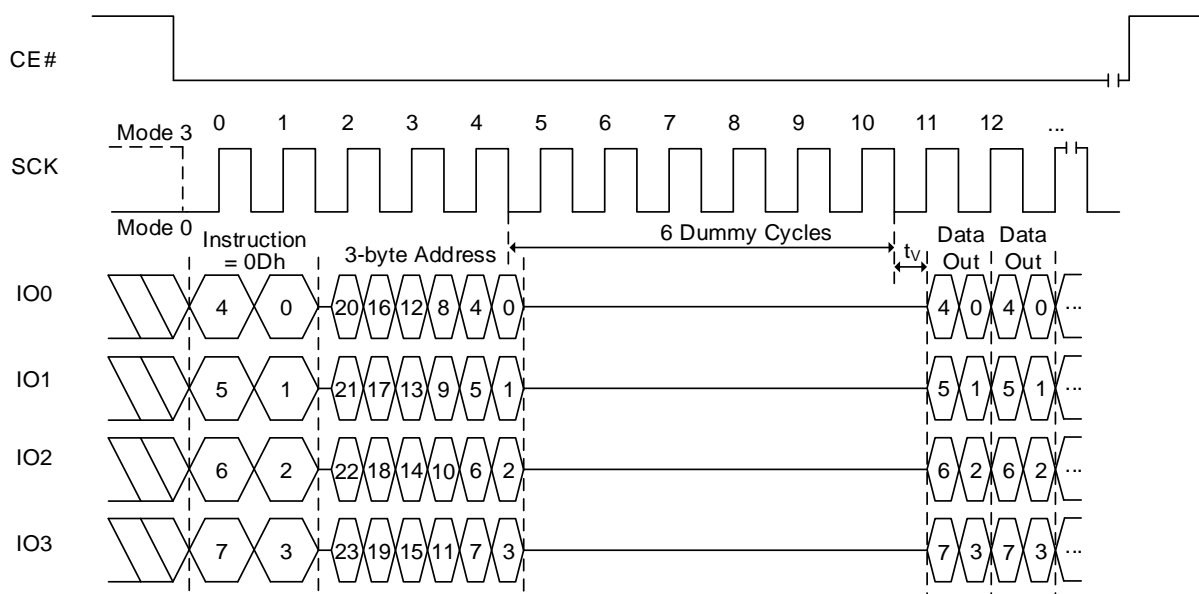 CE#
0 1 2 3 4 5 6 7 8 9 10 11 12 ...
Mode 3
SCK
Mode 0
Instruction
= 0Dh
3-byte Address
6 Dummy Cycles
tV
Data
Out
Data
Out
IO0 4 0 20 16 12 8 4 0 4 0 4 0 ...
IO1 5 1 21 17 13 9 5 1 5 1 5 1 ...
IO2 6 2 22 18 14 10 6 2 6 2 6 2 ...
IO3 7 3 23 19 15 11 7 3 7 3 7 3 ...